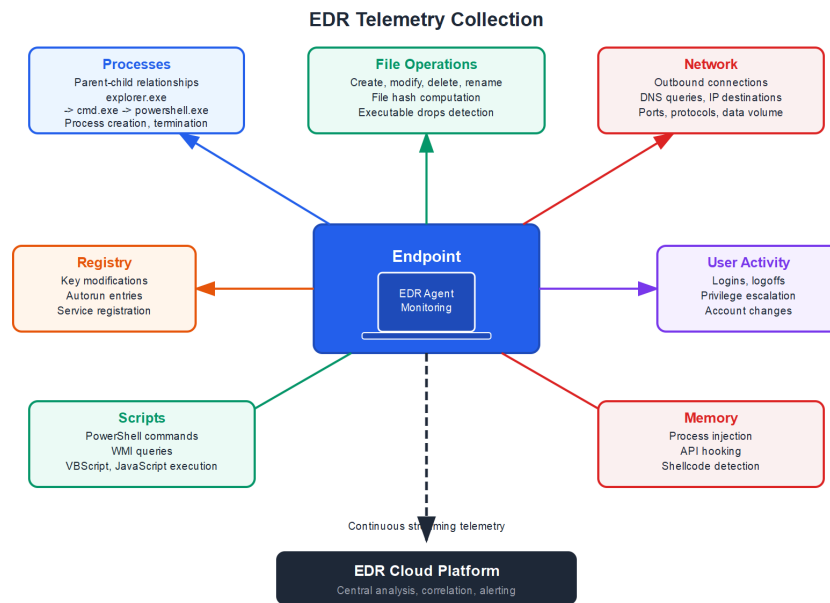 EDR Telemetry Collection
Processes
Parent-child relationships
explorer.exe
-> cmd.exe -> powershell.exe
Process creation, termination
File Operations
Create, modify, delete, rename
File hash computation
Executable drops detection
Network
Outbound connections
DNS queries, IP destinations
Ports, protocols, data volume
Registry
Key modifications
Autorun entries
Service registration
Endpoint
EDR Agent
Monitoring
User Activity
Logins, logoffs
Privilege escalation
Account changes
Scripts
PowerShell commands
WMI queries
VBScript, JavaScript execution
Memory
Process injection
API hooking
Shellcode detection
Continuous streaming telemetry
EDR Cloud Platform
Central analysis, correlation, alerting